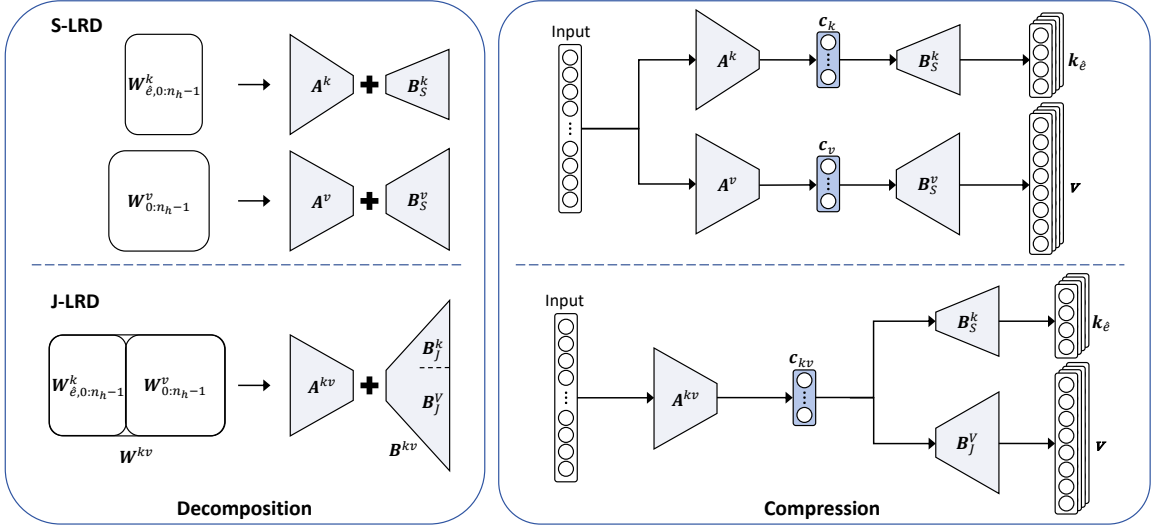 S-LRD
W^k_{ê,0:n_h−1}
A^k
B^k_S
W^v_{0:n_h−1}
A^v
B^v_S
J-LRD
W^k_{ê,0:n_h−1}
W^v_{0:n_h−1}
W^{kv}
A^{kv}
B^k_J
B^V_J
B^{kv}
Decomposition
Input
A^k
c_k
B^k_S
k_ê
A^v
c_v
B^v_S
v
Input
A^{kv}
c_{kv}
B^k_S
k_ê
B^V_J
v
Compression